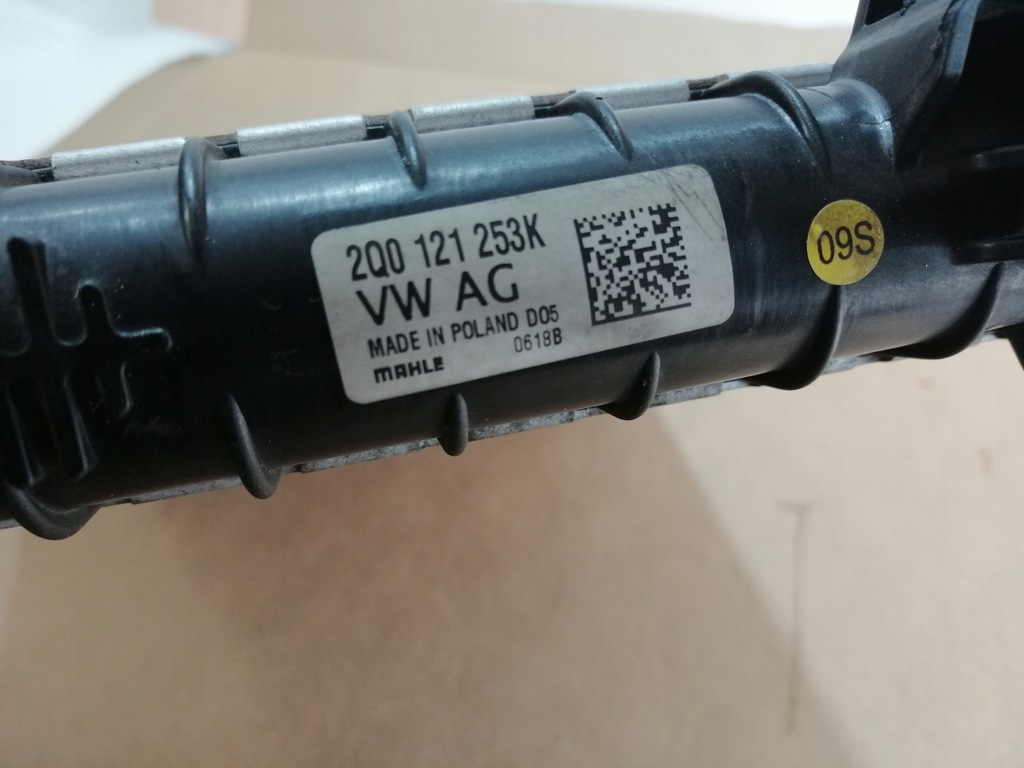 2Q0 121 253K
VW AG
MADE IN POLAND D05
0618B
MAHLE
09S